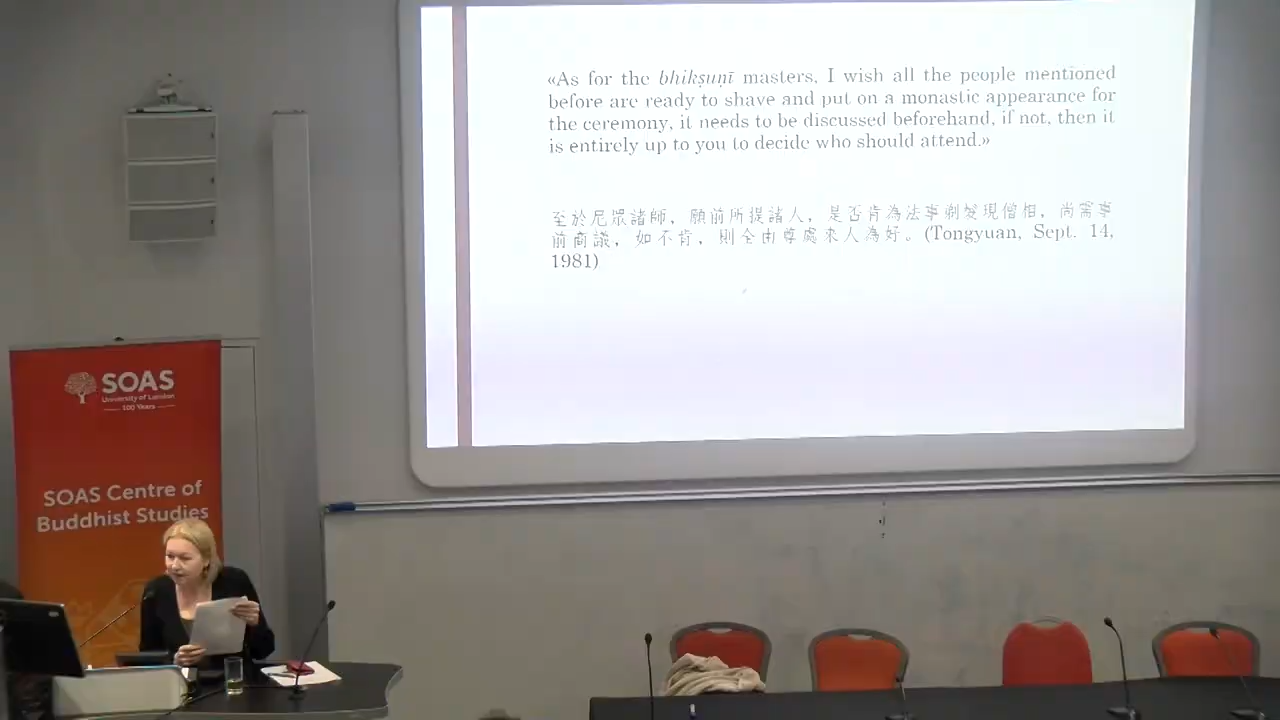 «As for the bhikṣuṇī masters, I wish all the people mentioned
before are ready to shave and put on a monastic appearance for
the ceremony, it needs to be discussed beforehand, if not, then it
is entirely up to you to decide who should attend.»
至於尼眾諸師，願前所提諸人，是否肯為法事剃髮現僧相，尚需事
前商議，如不肯，則全由尊處來人為好。(Tongyuan, Sept. 14,
1981)
SOAS
University of London
100 Years
SOAS Centre of
Buddhist Studies